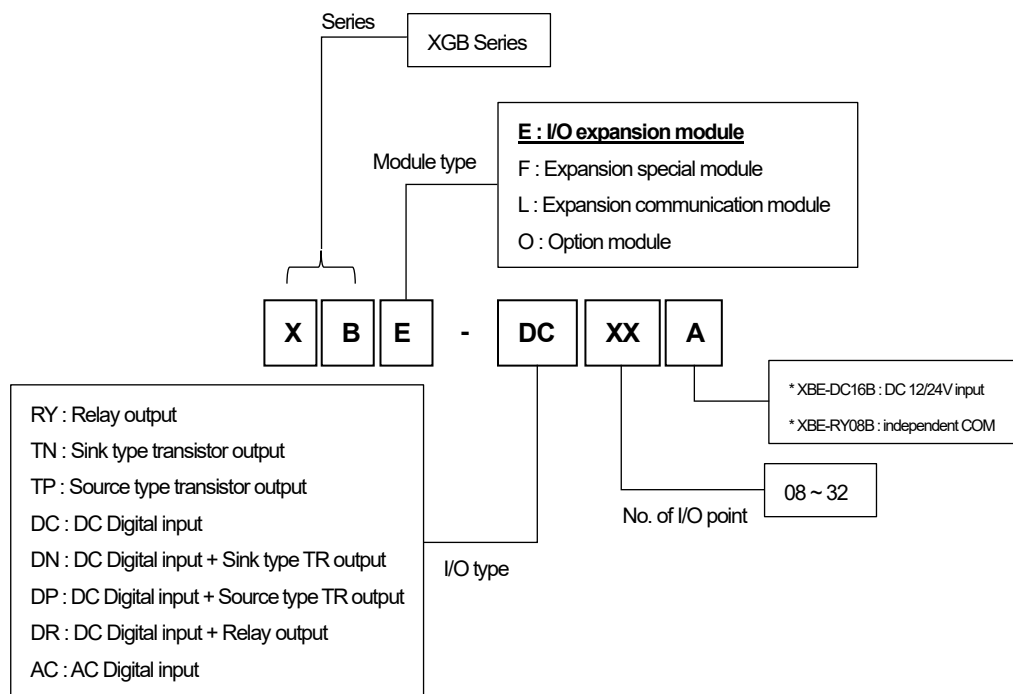 Series
XGB Series
E : I/O expansion module
F : Expansion special module
L : Expansion communication module
O : Option module
Module type
X B E - DC XX A
* XBE-DC16B : DC 12/24V input
* XBE-RY08B : independent COM
08 ~ 32
No. of I/O point
RY : Relay output
TN : Sink type transistor output
TP : Source type transistor output
DC : DC Digital input
DN : DC Digital input + Sink type TR output
DP : DC Digital input + Source type TR output
DR : DC Digital input + Relay output
AC : AC Digital input
I/O type